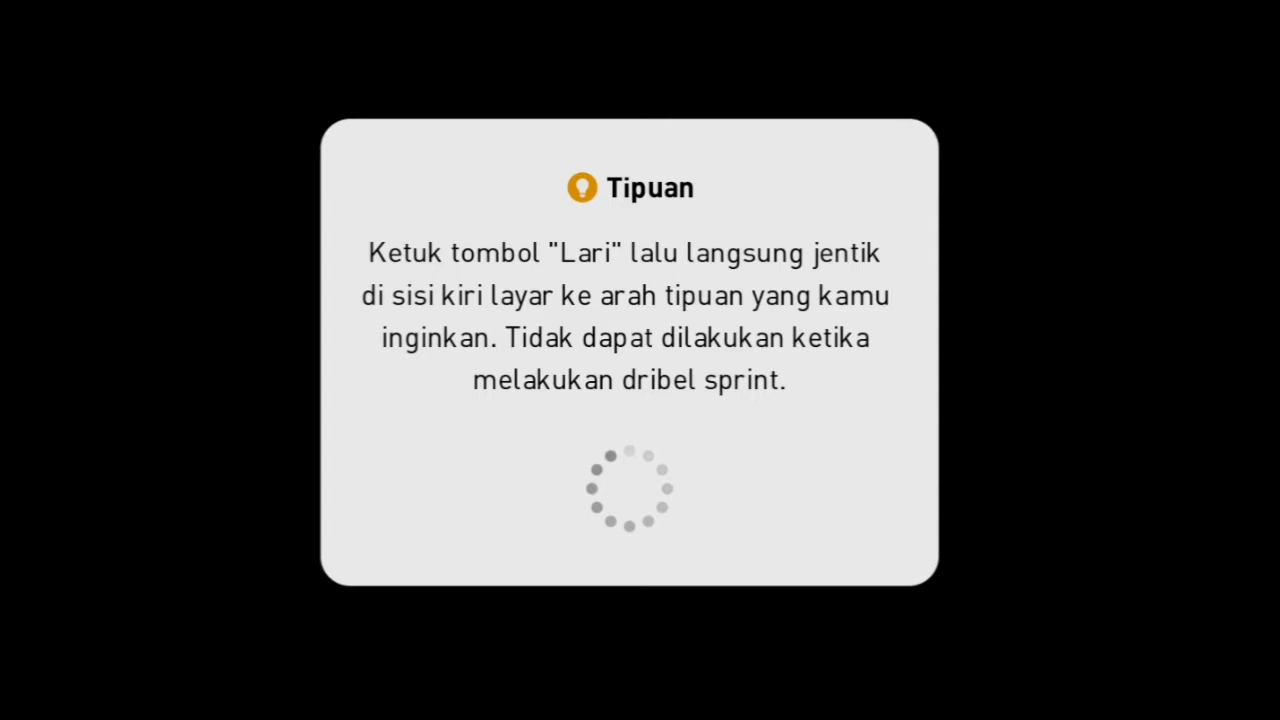 Tipuan
Ketuk tombol "Lari" lalu langsung jentik
di sisi kiri layar ke arah tipuan yang kamu
inginkan. Tidak dapat dilakukan ketika
melakukan dribel sprint.